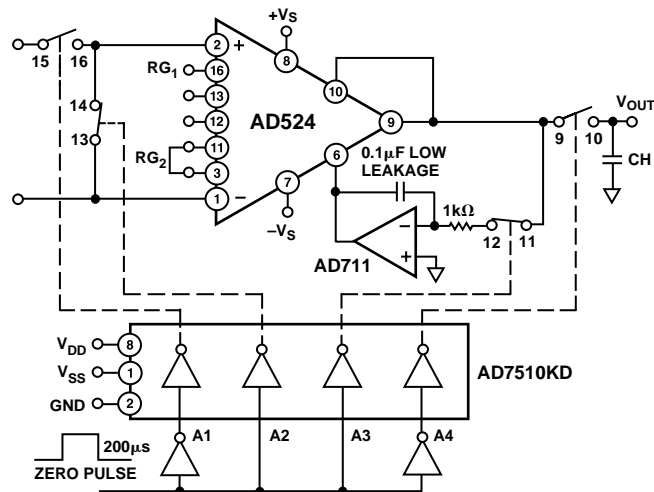 +VS
15 16
2 +
8
RG1 16
14
13
10
VOUT
12
AD524
9
9 10
13
11
6
0.1µF LOW
LEAKAGE
CH
RG2
3
7
1 –
–VS
1kΩ
–
12 11
+
AD711
VDD 8
VSS 1
AD7510KD
GND 2
A1 A2 A3 A4
200µs
ZERO PULSE